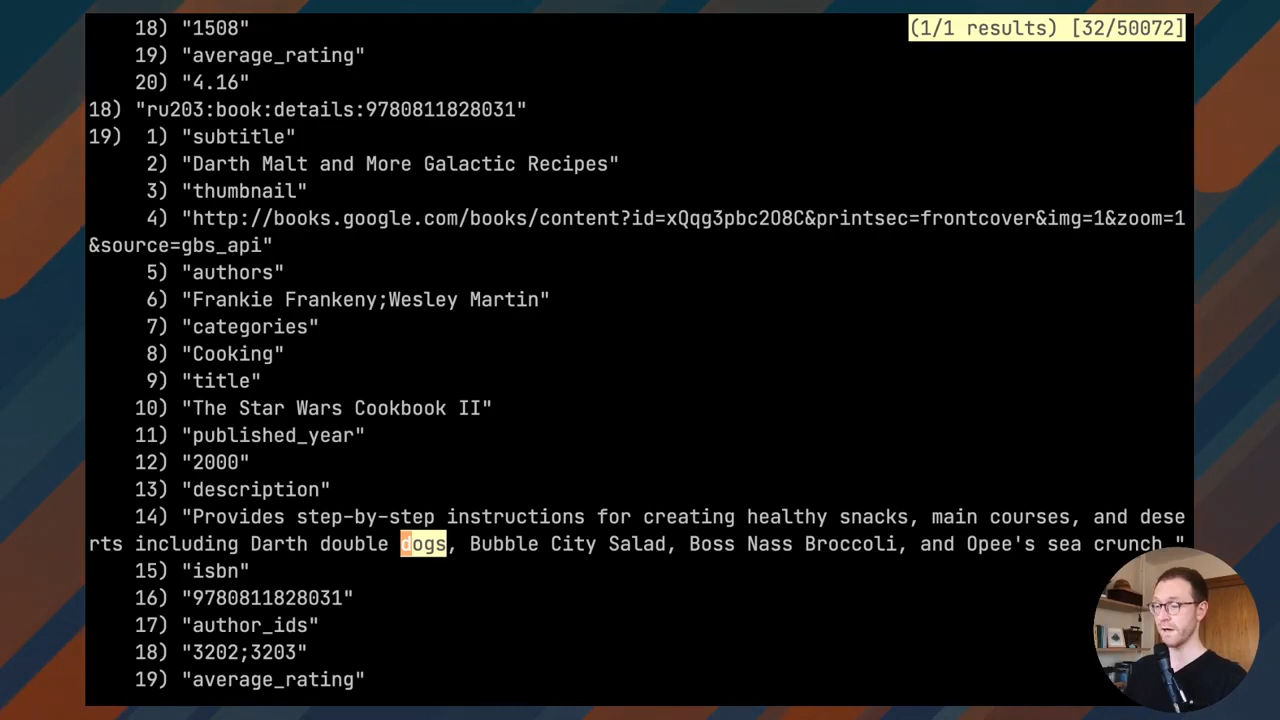 18) "1508"
(1/1 results) [32/50072]
19) "average_rating"
20) "4.16"
18) "ru203:book:details:9780811828031"
19) 1) "subtitle"
2) "Darth Malt and More Galactic Recipes"
3) "thumbnail"
4) "http://books.google.com/books/content?id=xQqg3pbc2O8C&printsec=frontcover&img=1&zoom=1
&source=gbs_api"
5) "authors"
6) "Frankie Frankeny;Wesley Martin"
7) "categories"
8) "Cooking"
9) "title"
10) "The Star Wars Cookbook II"
11) "published_year"
12) "2000"
13) "description"
14) "Provides step-by-step instructions for creating healthy snacks, main courses, and dese
rts including Darth double dogs, Bubble City Salad, Boss Nass Broccoli, and Opee's sea crunch."
15) "isbn"
16) "9780811828031"
17) "author_ids"
18) "3202;3203"
19) "average_rating"